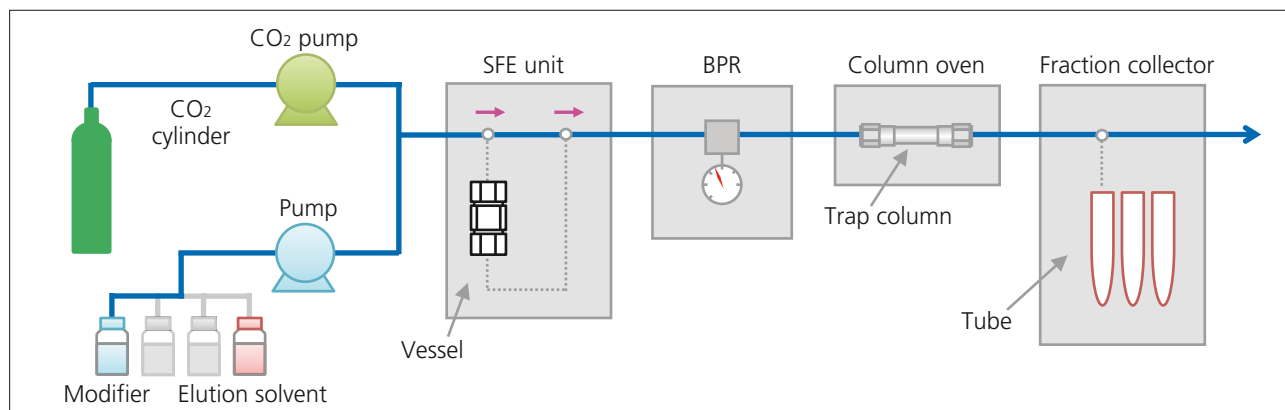 CO₂ pump
SFE unit
BPR
Column oven
Fraction collector
CO₂
cylinder
Pump
Trap column
Tube
Vessel
Modifier
Elution solvent